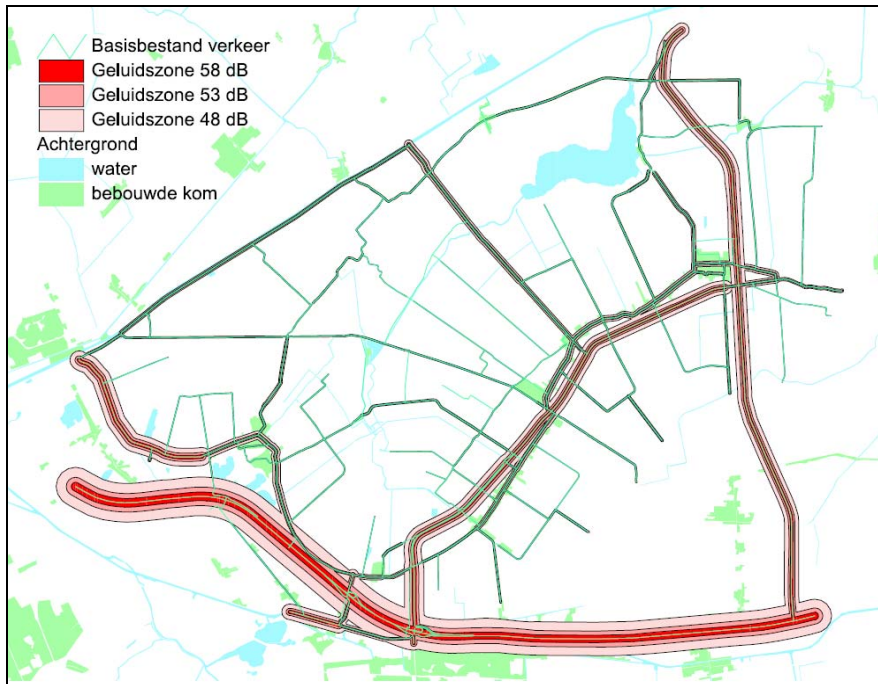 Basisbestand verkeer
Geluidszone 58 dB
Geluidszone 53 dB
Geluidszone 48 dB
Achtergrond
water
bebouwde kom